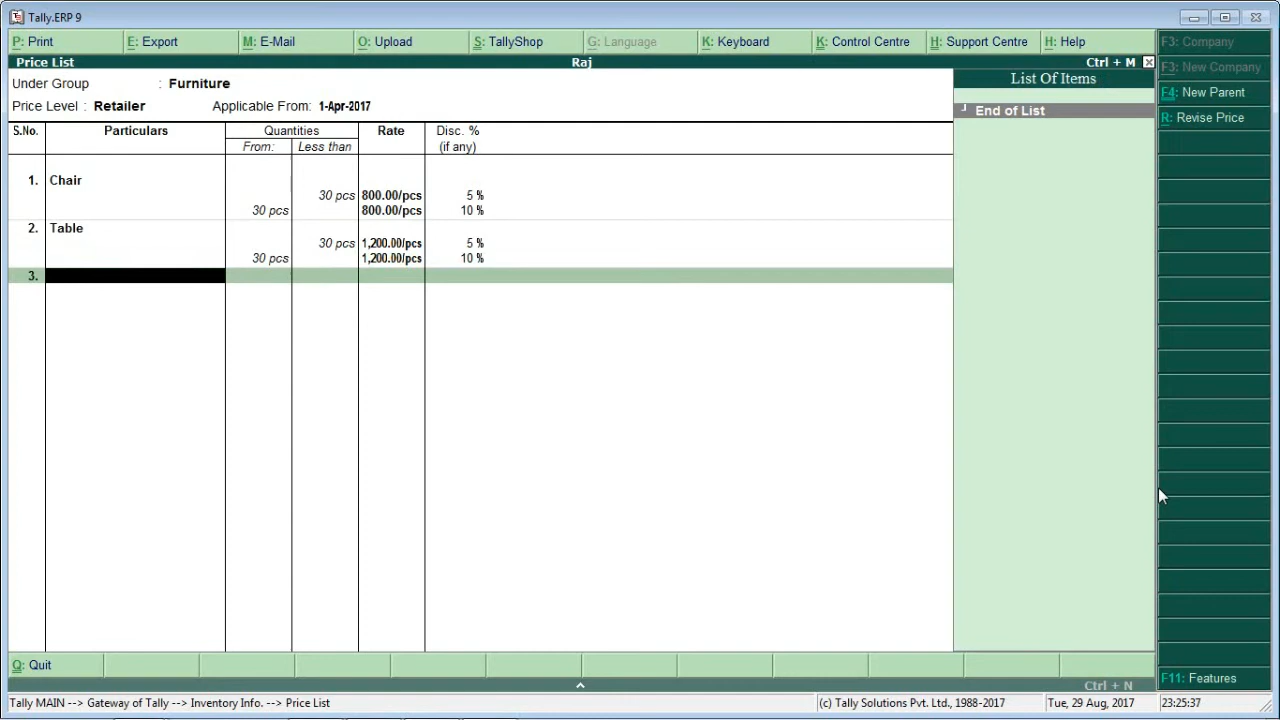 Tally.ERP 9
P: Print E: Export M: E-Mail O: Upload S: TallyShop G: Language K: Keyboard K: Control Centre H: Support Centre H: Help F3: Company
Price List Raj Ctrl + M
F3: New Company
Under Group : Furniture List Of Items
F4: New Parent
Price Level : Retailer Applicable From: 1-Apr-2017
End of List
R: Revise Price
S.No. Particulars Quantities Rate Disc. %
From: Less than (if any)
1. Chair
30 pcs 800.00/pcs 5 %
30 pcs 800.00/pcs 10 %
2. Table
30 pcs 1,200.00/pcs 5 %
30 pcs 1,200.00/pcs 10 %
3.
Q: Quit
F11: Features
Ctrl + N
Tally MAIN --> Gateway of Tally --> Inventory Info. --> Price List (c) Tally Solutions Pvt. Ltd., 1988-2017 Tue, 29 Aug, 2017 23:25:37